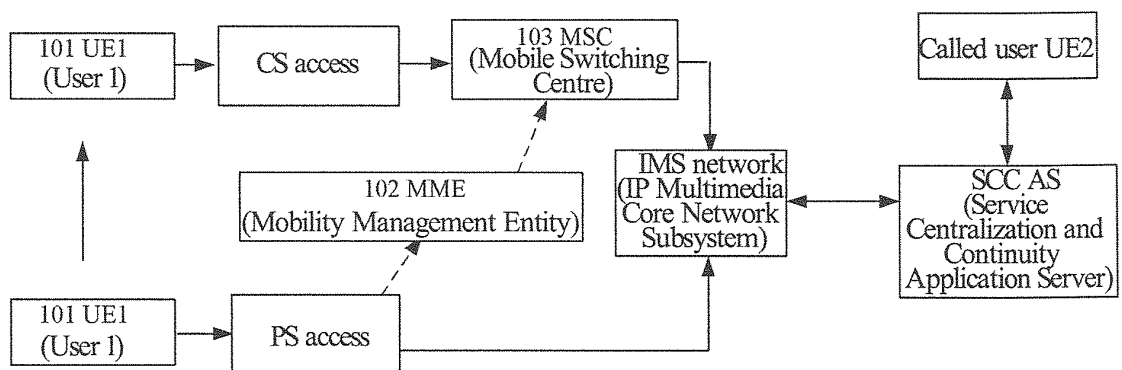 101 UE1
(User 1)
CS access
103 MSC
(Mobile Switching
Centre)
Called user UE2
102 MME
(Mobility Management Entity)
IMS network
(IP Multimedia
Core Network
Subsystem)
SCC AS
(Service
Centralization and
Continuity
Application Server)
101 UE1
(User 1)
PS access